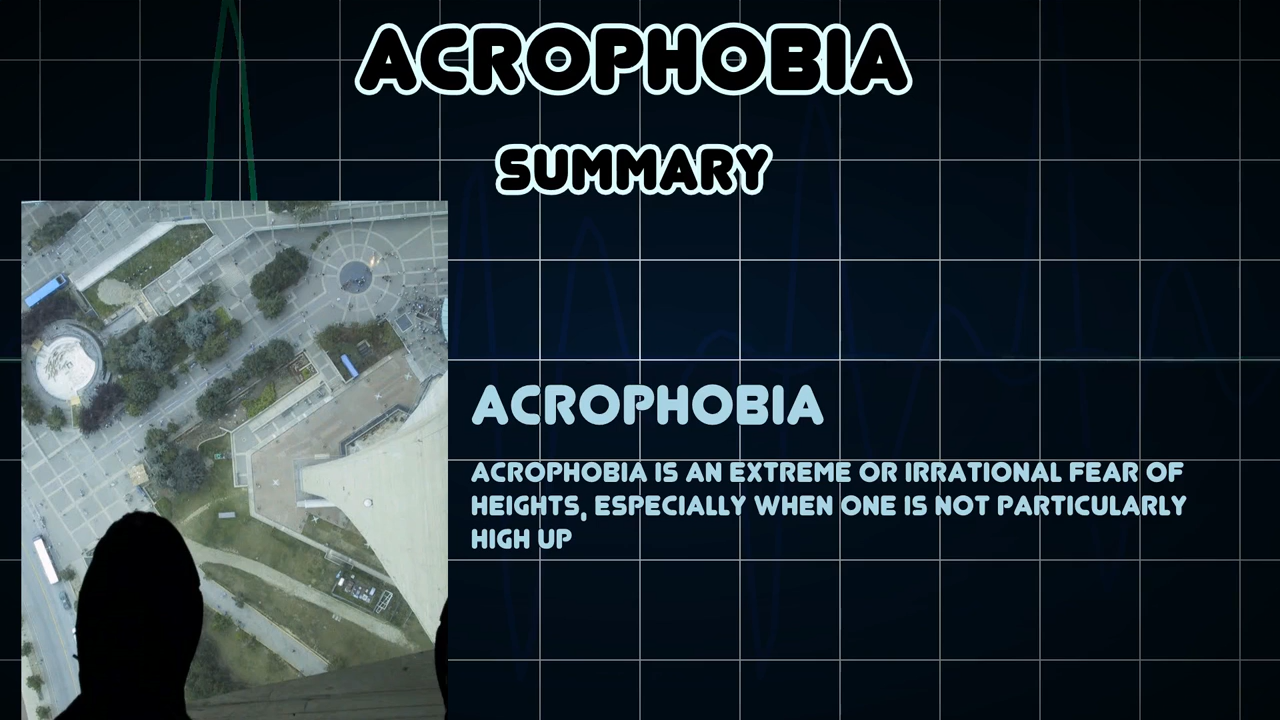 ACROPHOBIA
SUMMARY
ACROPHOBIA
ACROPHOBIA IS AN EXTREME OR IRRATIONAL FEAR OF
HEIGHTS, ESPECIALLY WHEN ONE IS NOT PARTICULARLY
HIGH UP